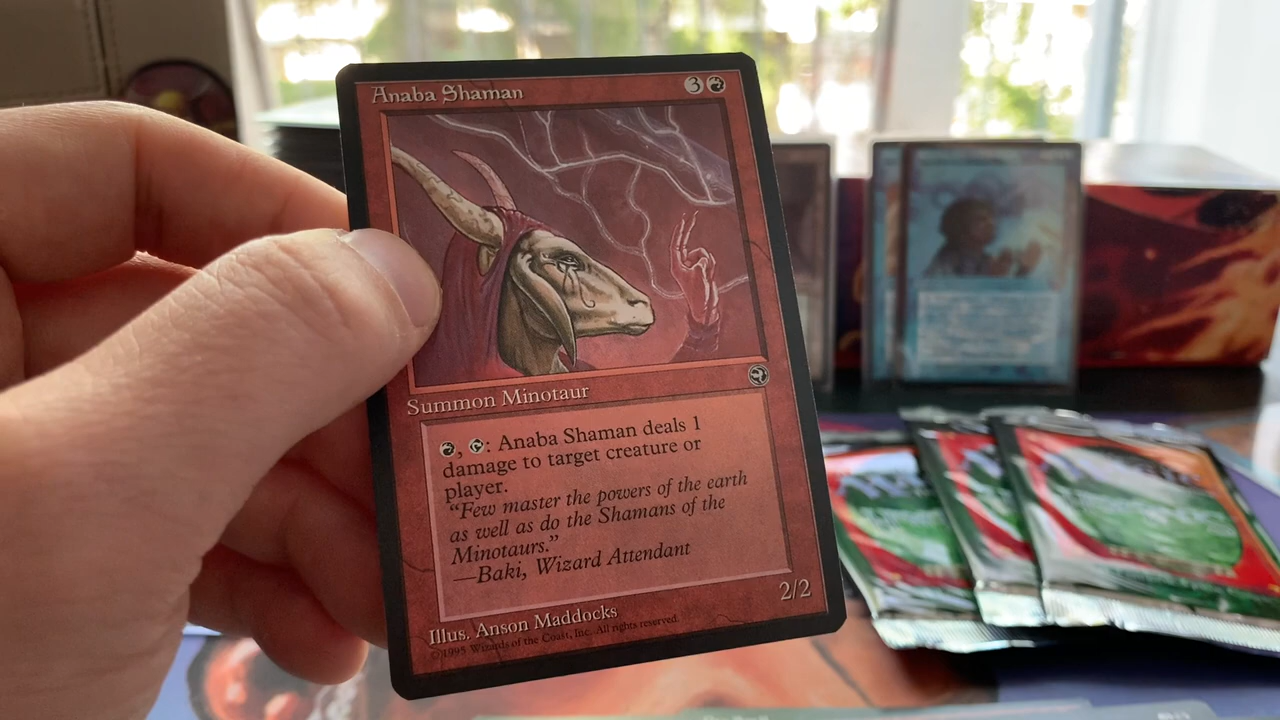 Anaba Shaman 3
Summon Minotaur
: Anaba Shaman deals 1
damage to target creature or
player.
“Few master the powers of the earth
as well as do the Shamans of the
Minotaurs.”
—Baki, Wizard Attendant
2/2
Illus. Anson Maddocks
©1995 Wizards of the Coast, Inc. All rights reserved.